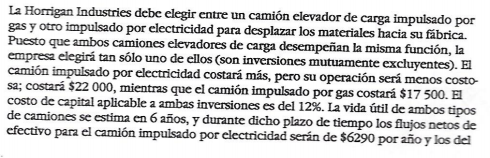 La Horrigan Industries debe elegir entre un camión elevador de carga impulsado por
gas y otro impulsado por electricidad para desplazar los materiales hacia su fábrica.
Puesto que ambos camiones elevadores de carga desempeñan la misma función, la
empresa elegirá tan sólo uno de ellos (son inversiones mutuamente excluyentes). El
camión impulsado por electricidad costará más, pero su operación será menos costo-
sa; costará $22 000, mientras que el camión impulsado por gas costará $17 500. El
costo de capital aplicable a ambas inversiones es del 12%. La vida útil de ambos tipos
de camiones se estima en 6 años, y durante dicho plazo de tiempo los flujos netos de
efectivo para el camión impulsado por electricidad serán de $6290 por año y los del